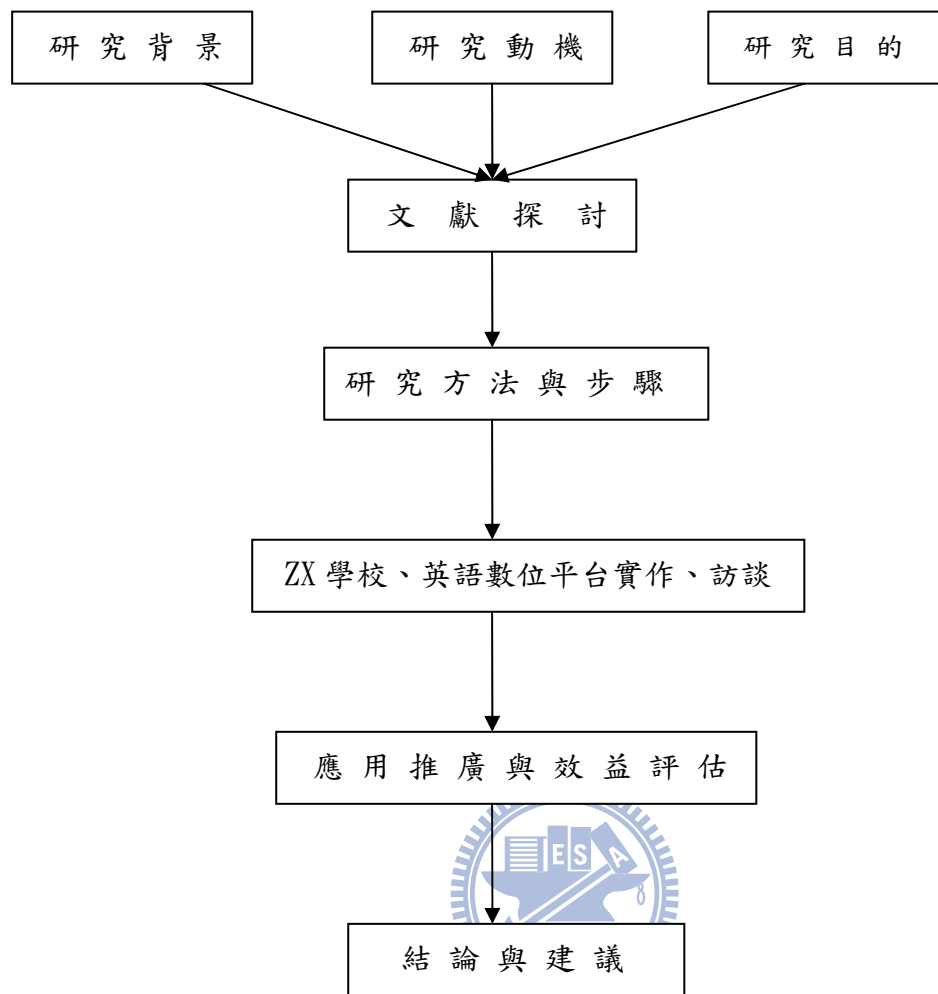 研究背景
研究動機
研究目的
文獻探討
研究方法與步驟
ZX 學校、英語數位平台實作、訪談
應用推廣與效益評估
ESA
結論與建議